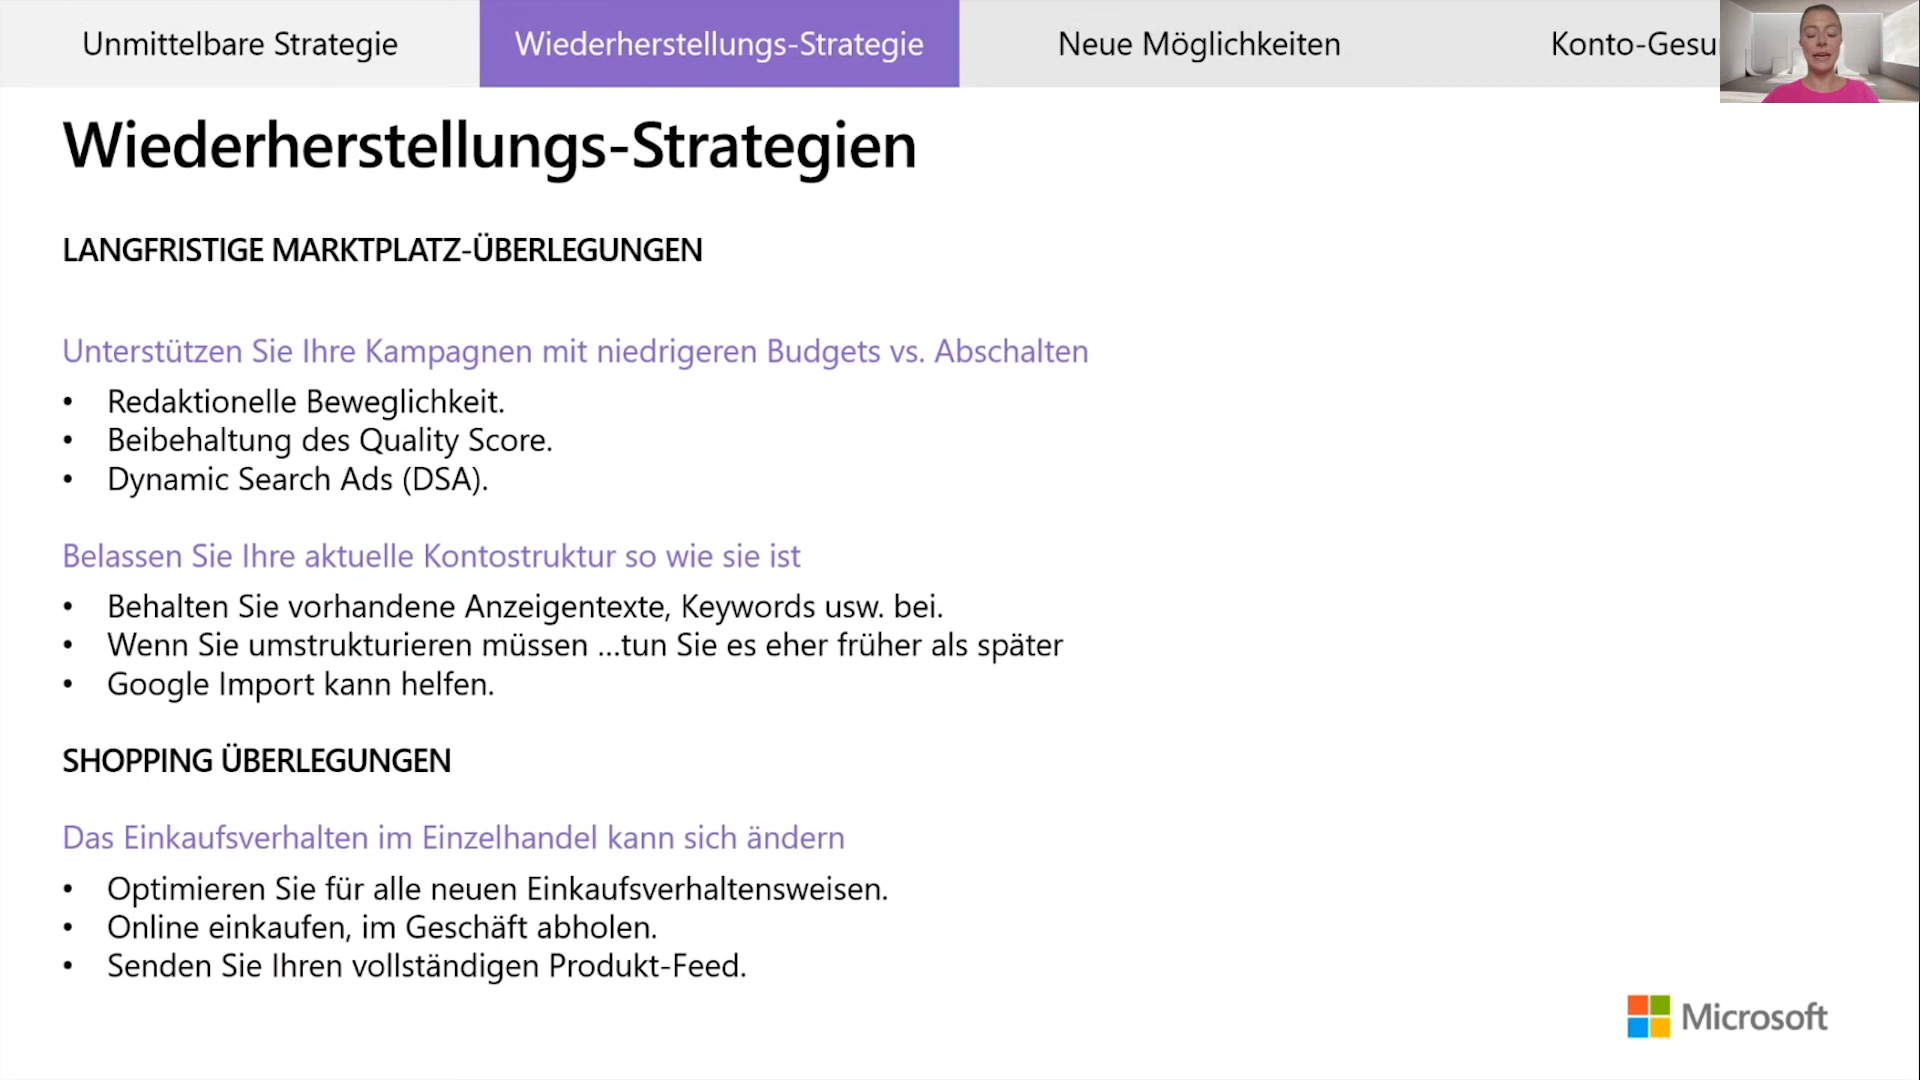 Unmittelbare Strategie
Wiederherstellungs-Strategie
Neue Möglichkeiten
Konto-Gesu
Wiederherstellungs-Strategien
LANGFRISTIGE MARKTPLATZ-ÜBERLEGUNGEN
Unterstützen Sie Ihre Kampagnen mit niedrigeren Budgets vs. Abschalten
• Redaktionelle Beweglichkeit.
• Beibehaltung des Quality Score.
• Dynamic Search Ads (DSA).
Belassen Sie Ihre aktuelle Kontostruktur so wie sie ist
• Behalten Sie vorhandene Anzeigentexte, Keywords usw. bei.
• Wenn Sie umstrukturieren müssen ...tun Sie es eher früher als später
• Google Import kann helfen.
SHOPPING ÜBERLEGUNGEN
Das Einkaufsverhalten im Einzelhandel kann sich ändern
• Optimieren Sie für alle neuen Einkaufsverhaltensweisen.
• Online einkaufen, im Geschäft abholen.
• Senden Sie Ihren vollständigen Produkt-Feed.
Microsoft